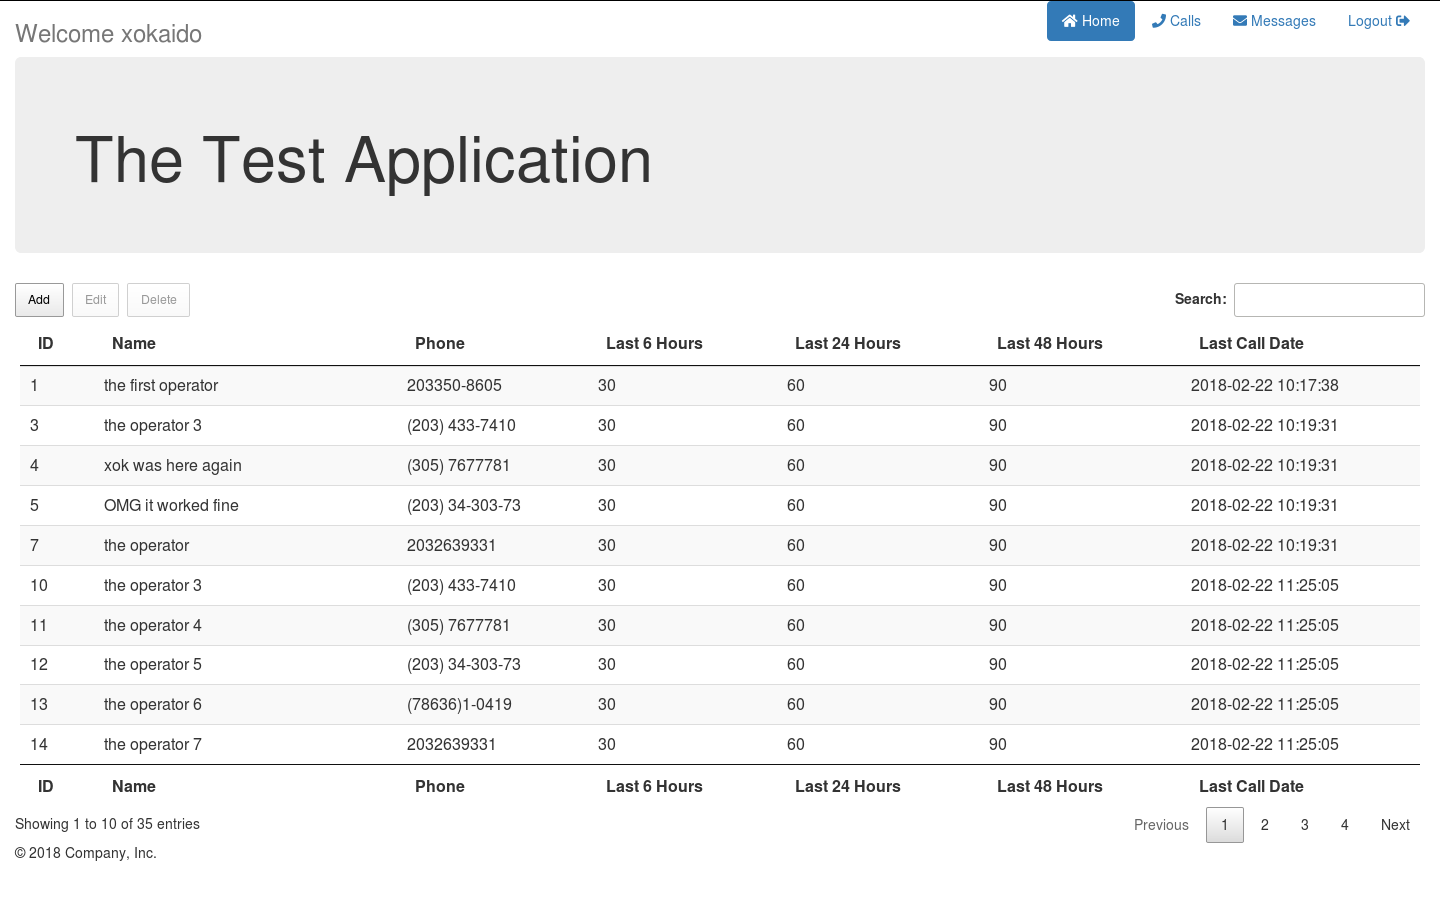 Welcome xokaido
Home Calls Messages Logout
The Test Application
Add Edit Delete Search:
ID Name Phone Last 6 Hours Last 24 Hours Last 48 Hours Last Call Date
1 the first operator 203350-8605 30 60 90 2018-02-22 10:17:38
3 the operator 3 (203) 433-7410 30 60 90 2018-02-22 10:19:31
4 xok was here again (305) 7677781 30 60 90 2018-02-22 10:19:31
5 OMG it worked fine (203) 34-303-73 30 60 90 2018-02-22 10:19:31
7 the operator 2032639331 30 60 90 2018-02-22 10:19:31
10 the operator 3 (203) 433-7410 30 60 90 2018-02-22 11:25:05
11 the operator 4 (305) 7677781 30 60 90 2018-02-22 11:25:05
12 the operator 5 (203) 34-303-73 30 60 90 2018-02-22 11:25:05
13 the operator 6 (78636)1-0419 30 60 90 2018-02-22 11:25:05
14 the operator 7 2032639331 30 60 90 2018-02-22 11:25:05
ID Name Phone Last 6 Hours Last 24 Hours Last 48 Hours Last Call Date
Showing 1 to 10 of 35 entries Previous 1 2 3 4 Next
© 2018 Company, Inc.